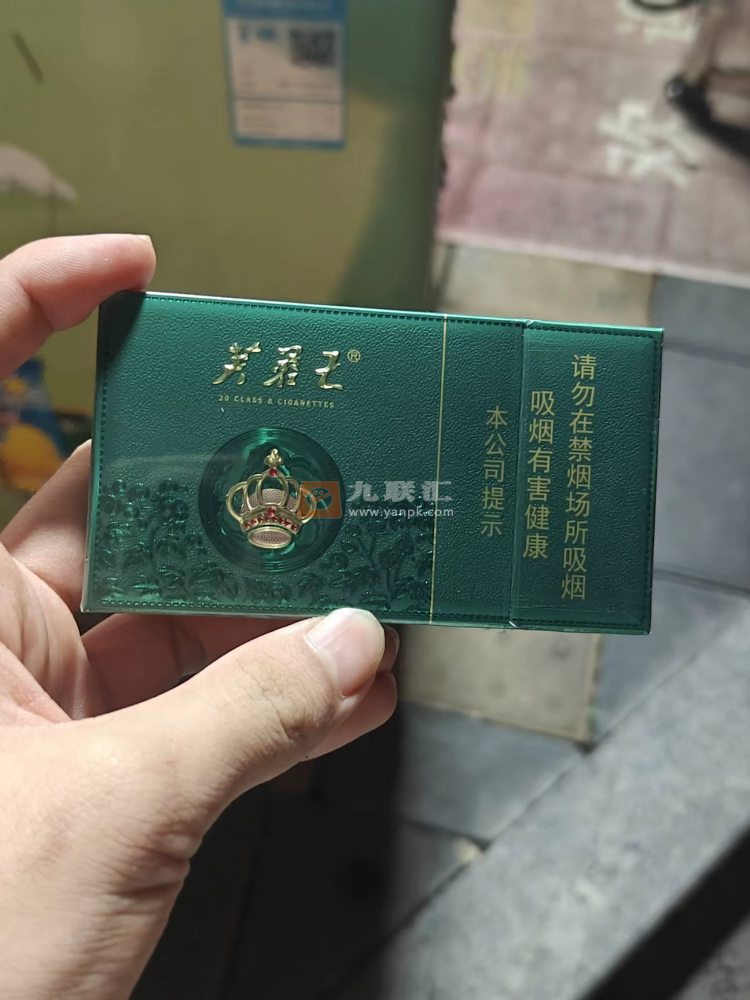 芙蓉王®
20 CLASS A CIGARETTES
九联汇
www.yanpk.com
本公司提示
吸烟有害健康
请勿在禁烟场所吸烟